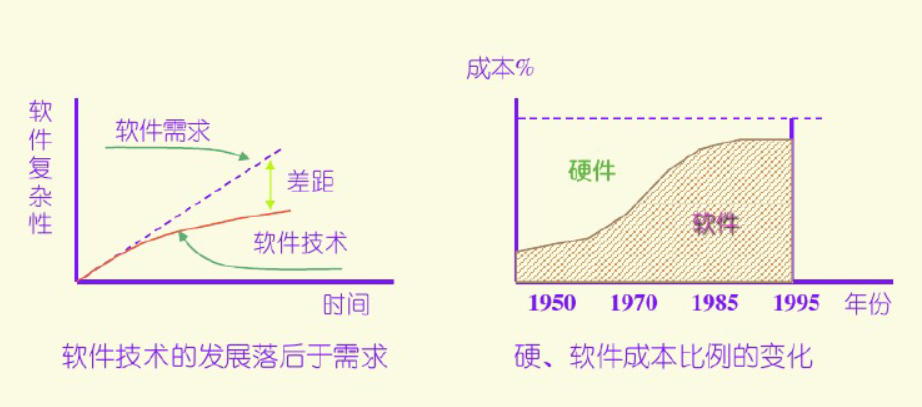 软件复杂性
软件需求
差距
软件技术
时间
软件技术的发展落后于需求
成本%
硬件
软件
1950 1970 1985 1995 年份
硬、软件成本比例的变化